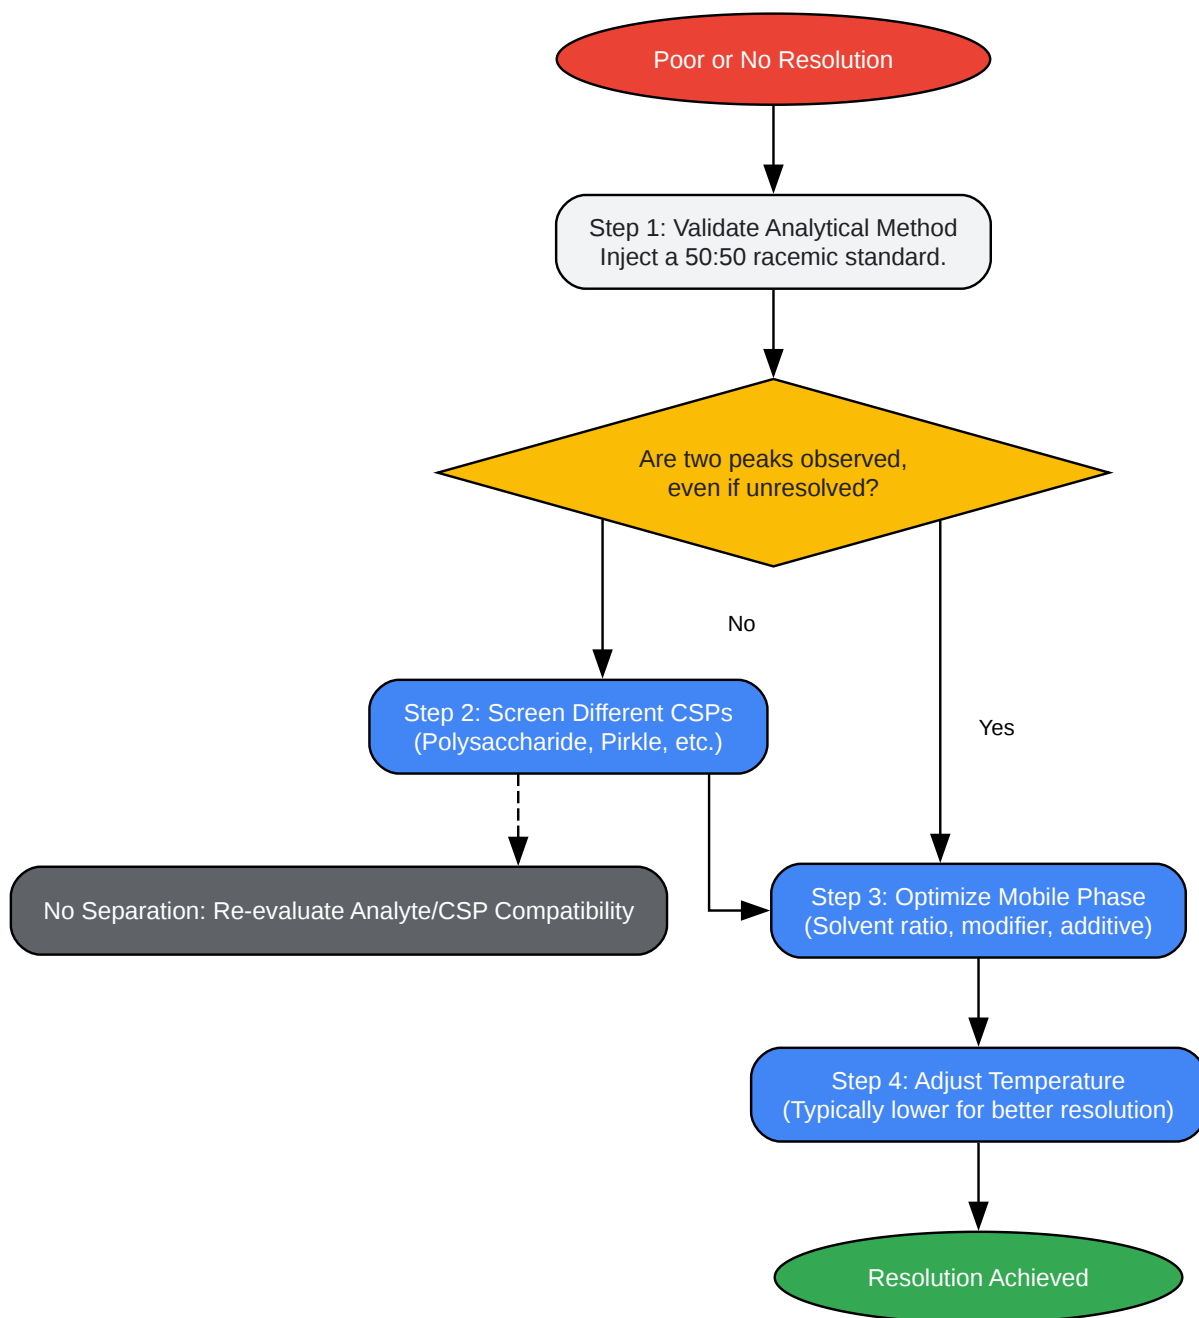 Poor or No Resolution
Step 1: Validate Analytical Method
Inject a 50:50 racemic standard.
Are two peaks observed,
even if unresolved?
No
Yes
Step 2: Screen Different CSPs
(Polysaccharide, Pirkle, etc.)
No Separation: Re-evaluate Analyte/CSP Compatibility
Step 3: Optimize Mobile Phase
(Solvent ratio, modifier, additive)
Step 4: Adjust Temperature
(Typically lower for better resolution)
Resolution Achieved